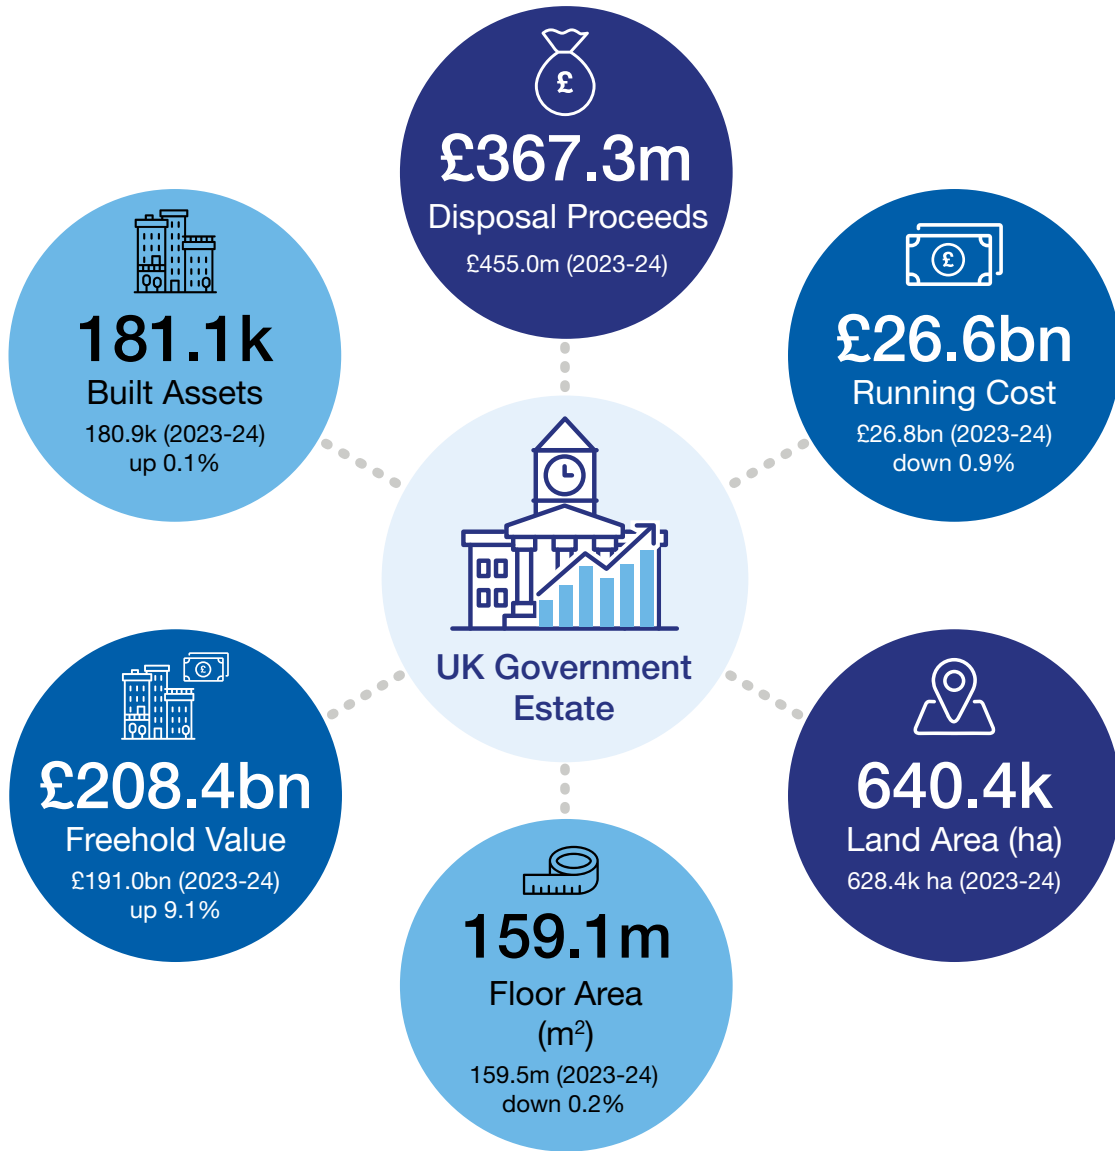 £
£367.3m
Disposal Proceeds
£455.0m (2023-24)
181.1k
Built Assets
180.9k (2023-24)
up 0.1%
£
£26.6bn
Running Cost
£26.8bn (2023-24)
down 0.9%
UK Government
Estate
£
£208.4bn
Freehold Value
£191.0bn (2023-24)
up 9.1%
640.4k
Land Area (ha)
628.4k ha (2023-24)
159.1m
Floor Area
(m²)
159.5m (2023-24)
down 0.2%